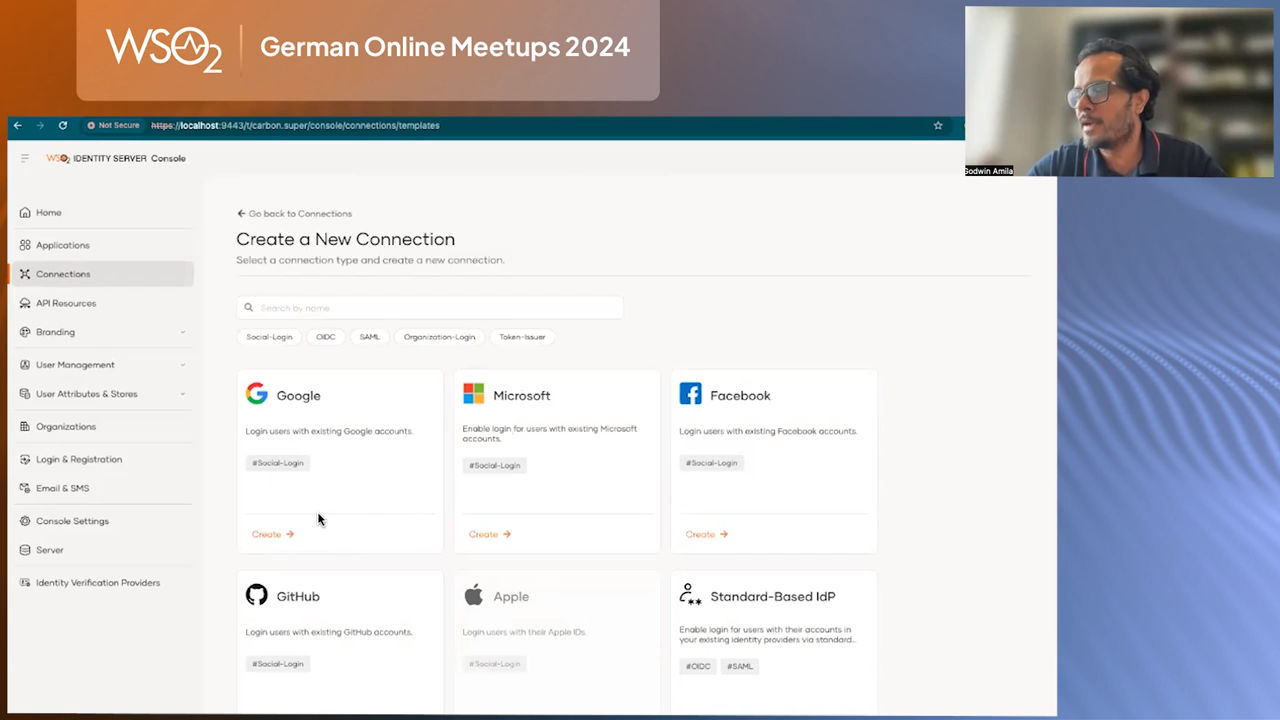 WSO2
German Online Meetups 2024
Not Secure
https://localhost:9443/t/carbon.super/console/connections/templates
Godwin Amila
WSO2 IDENTITY SERVER Console
Home
Applications
Connections
API Resources
Branding
User Management
User Attributes & Stores
Organizations
Login & Registration
Email & SMS
Console Settings
Server
Identity Verification Providers
Go back to Connections
Create a New Connection
Select a connection type and create a new connection.
Search by name
Social-Login
OIDC
SAML
Organization-Login
Token-Issuer
Google
Login users with existing Google accounts.
#Social-Login
Create
Microsoft
Enable login for users with existing Microsoft
accounts.
#Social-Login
Create
Facebook
Login users with existing Facebook accounts.
#Social-Login
Create
GitHub
Login users with existing GitHub accounts.
#Social-Login
Apple
Login users with their Apple IDs.
#Social-Login
Standard-Based IdP
Enable login for users with their accounts in
your existing identity providers via standard...
#OIDC
#SAML